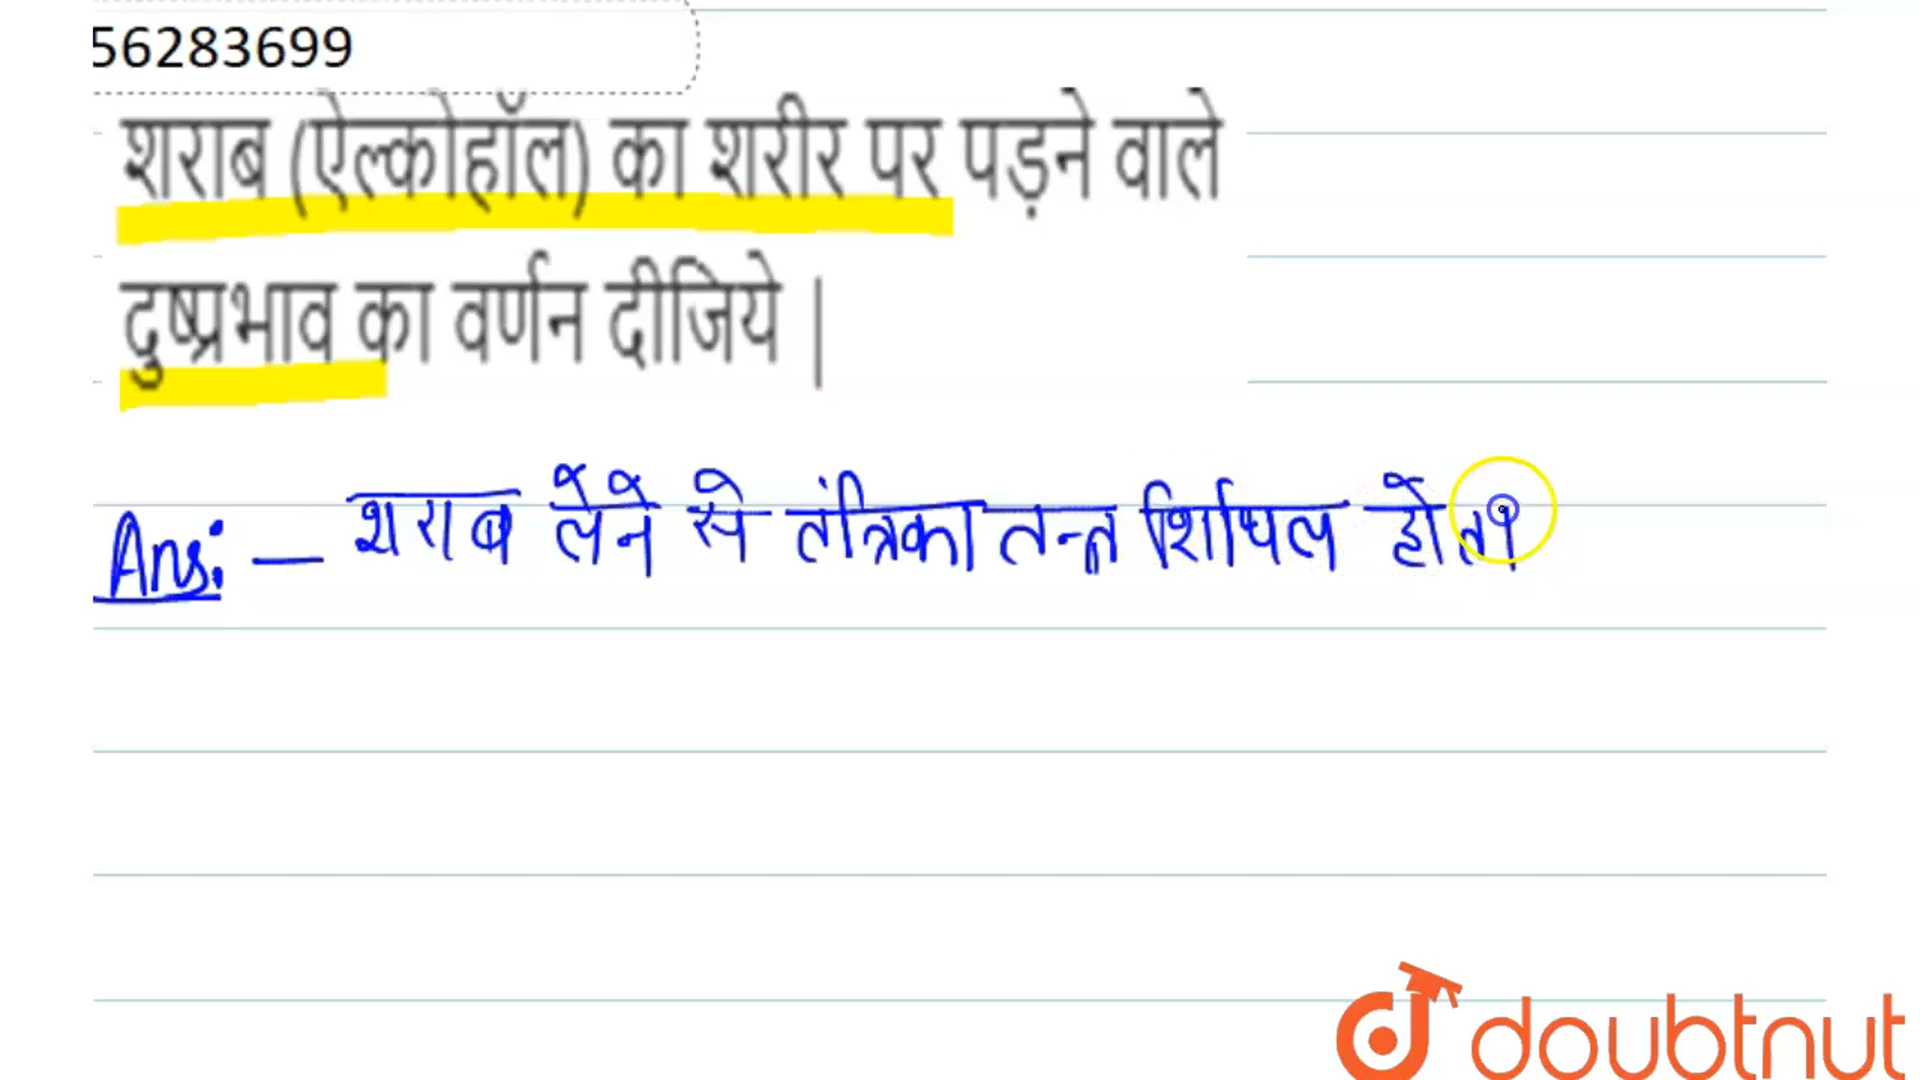 56283699
शराब (ऐल्कोहॉल) का शरीर पर पड़ने वाले
दुष्प्रभाव का वर्णन दीजिये |
Ans: – शराब लेने से तंत्रिका तन्त्र शिथिल होता
doubtnut